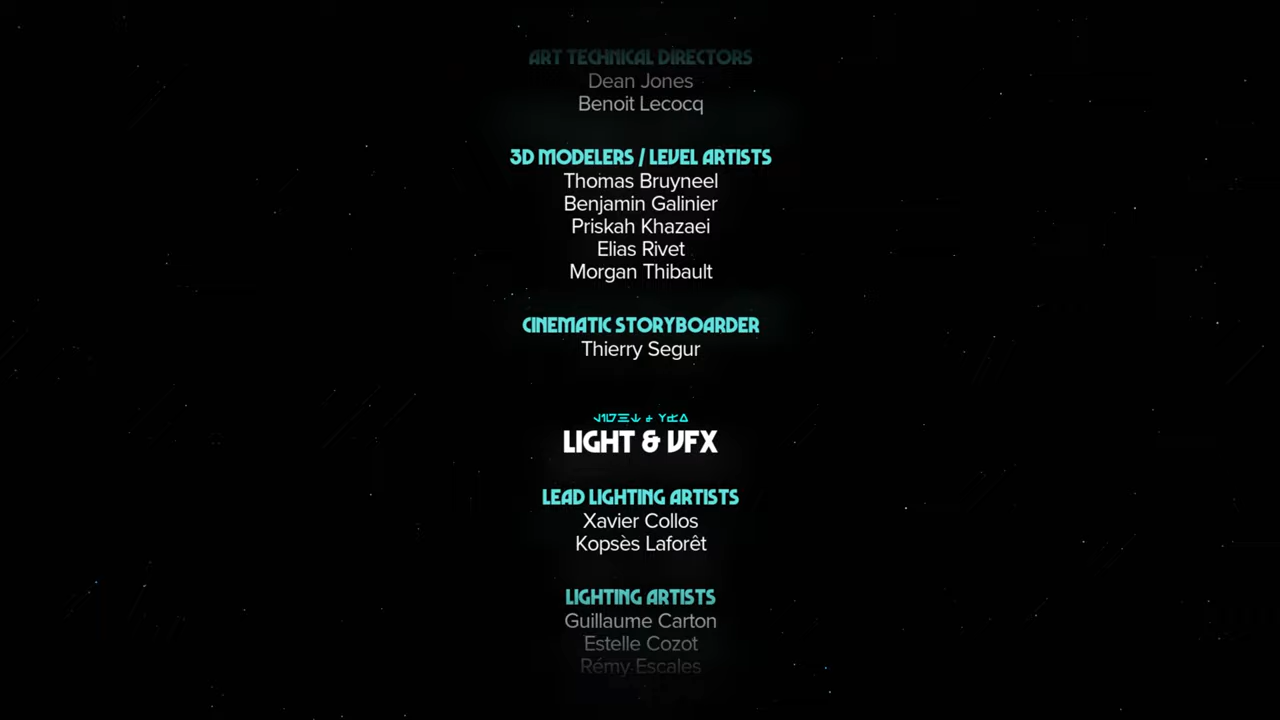 ART TECHNICAL DIRECTORS
Dean Jones
Benoit Lecocq
3D MODELERS / LEVEL ARTISTS
Thomas Bruyneel
Benjamin Galinier
Priskah Khazaei
Elias Rivet
Morgan Thibault
CINEMATIC STORYBOARDER
Thierry Segur
LIGHT & VFX
LEAD LIGHTING ARTISTS
Xavier Collos
Kopsès Laforêt
LIGHTING ARTISTS
Guillaume Carton
Estelle Cozot
Rémy Escales